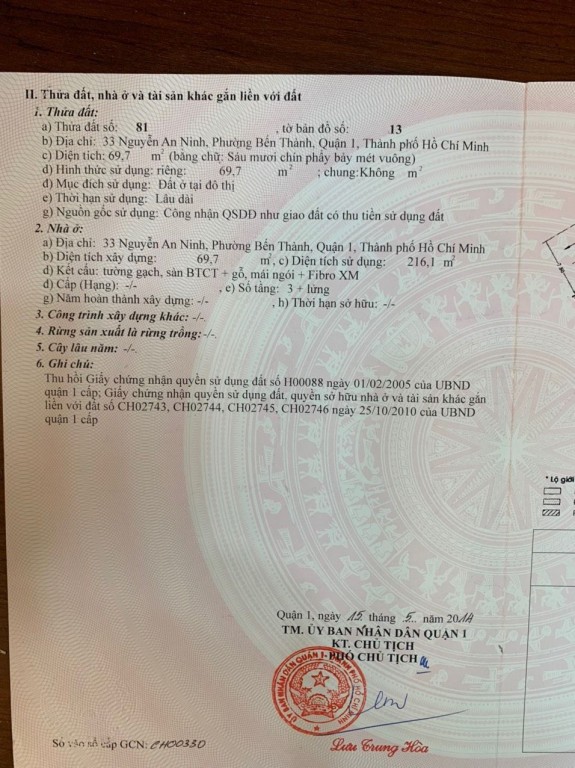 II. Thửa đất, nhà ở và tài sản khác gắn liền với đất
1. Thửa đất:
a) Thửa đất số: 81 , tờ bản đồ số: 13
b) Địa chỉ: 33 Nguyễn An Ninh, Phường Bến Thành, Quận 1, Thành phố Hồ Chí Minh
c) Diện tích: 69,7 m² (bằng chữ: Sáu mươi chín phẩy bảy mét vuông)
d) Hình thức sử dụng: riêng: 69,7 m² ; chung:Không m²
đ) Mục đích sử dụng: Đất ở tại đô thị
e) Thời hạn sử dụng: Lâu dài
g) Nguồn gốc sử dụng: Công nhận QSDĐ như giao đất có thu tiền sử dụng đất
2. Nhà ở:
a) Địa chỉ: 33 Nguyễn An Ninh, Phường Bến Thành, Quận 1, Thành phố Hồ Chí Minh
b) Diện tích xây dựng: 69,7 m², c) Diện tích sử dụng: 216,1 m²
d) Kết cấu: tường gạch, sàn BTCT + gỗ, mái ngói + Fibro XM
đ) Cấp (Hạng): -/- , e) Số tầng: 3 + lửng
g) Năm hoàn thành xây dựng: -/- , h) Thời hạn sở hữu: -/-
3. Công trình xây dựng khác: -/-
4. Rừng sản xuất là rừng trồng: -/-
5. Cây lâu năm: -/-
6. Ghi chú:
Thu hồi Giấy chứng nhận quyền sử dụng đất số H00088 ngày 01/02/2005 của UBND
quận 1 cấp; Giấy chứng nhận quyền sử dụng đất, quyền sở hữu nhà ở và tài sản khác gắn
liền với đất số CH02743, CH02744, CH02745, CH02746 ngày 25/10/2010 của UBND
quận 1 cấp
* Lộ giới
Quận 1, ngày 15 tháng 5 năm 2014
TM. ỦY BAN NHÂN DÂN QUẬN 1
KT. CHỦ TỊCH
PHÓ CHỦ TỊCH
Lưu Trung Hòa
Số vào sổ cấp GCN: CH00330